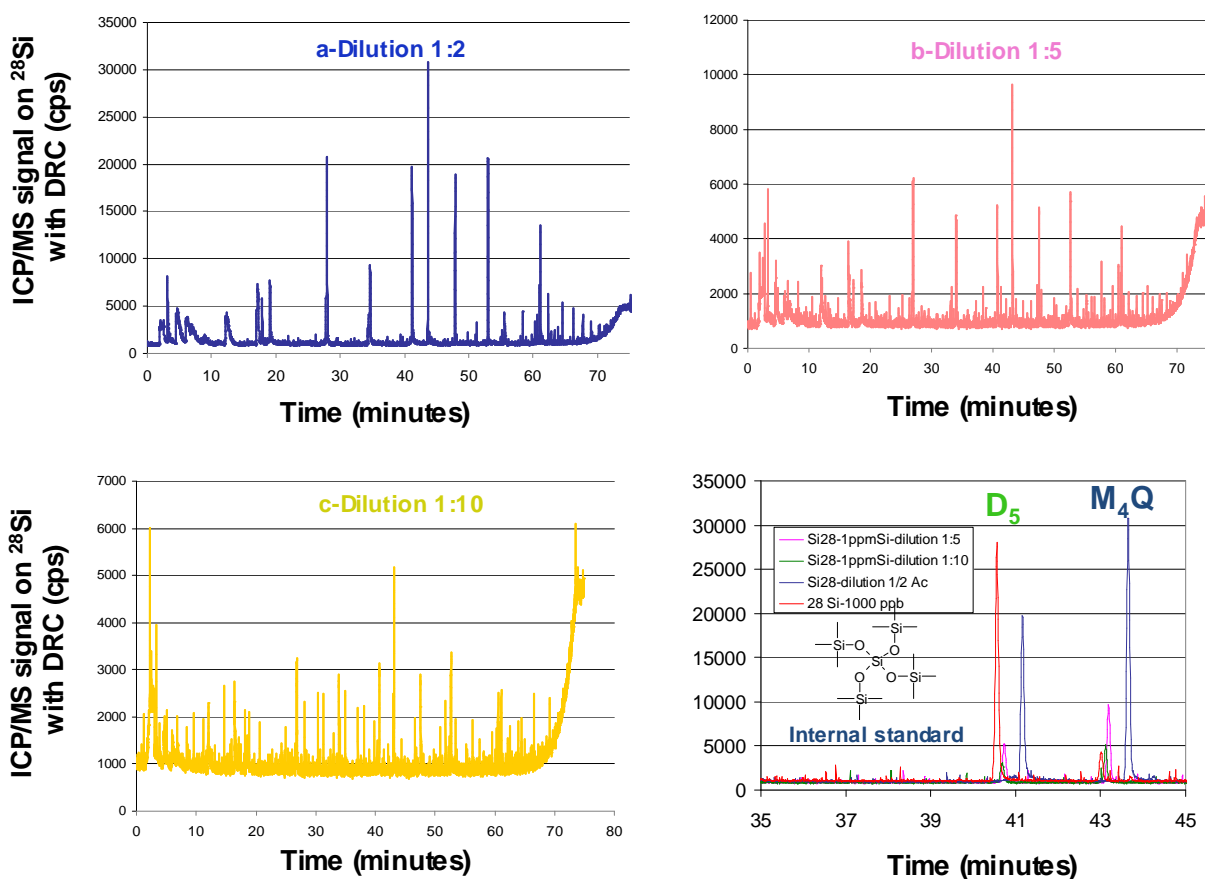 ICP/MS signal on ²⁸Si
with DRC (cps)
a-Dilution 1:2
35000
30000
25000
20000
15000
10000
5000
0
0 10 20 30 40 50 60 70
Time (minutes)
b-Dilution 1:5
12000
10000
8000
6000
4000
2000
0
0 10 20 30 40 50 60 70
Time (minutes)
ICP/MS signal on ²⁸Si
with DRC (cps)
c-Dilution 1:10
7000
6000
5000
4000
3000
2000
1000
0
0 10 20 30 40 50 60 70 80
Time (minutes)
35000
30000
25000
20000
15000
10000
5000
0
D₅
M₄Q
Si28-1ppmSi-dilution 1:5
Si28-1ppmSi-dilution 1:10
Si28-dilution 1/2 Ac
28 Si-1000 ppb
Si
Si O O
Si
O O Si
Si
Internal standard
35 37 39 41 43 45
Time (minutes)